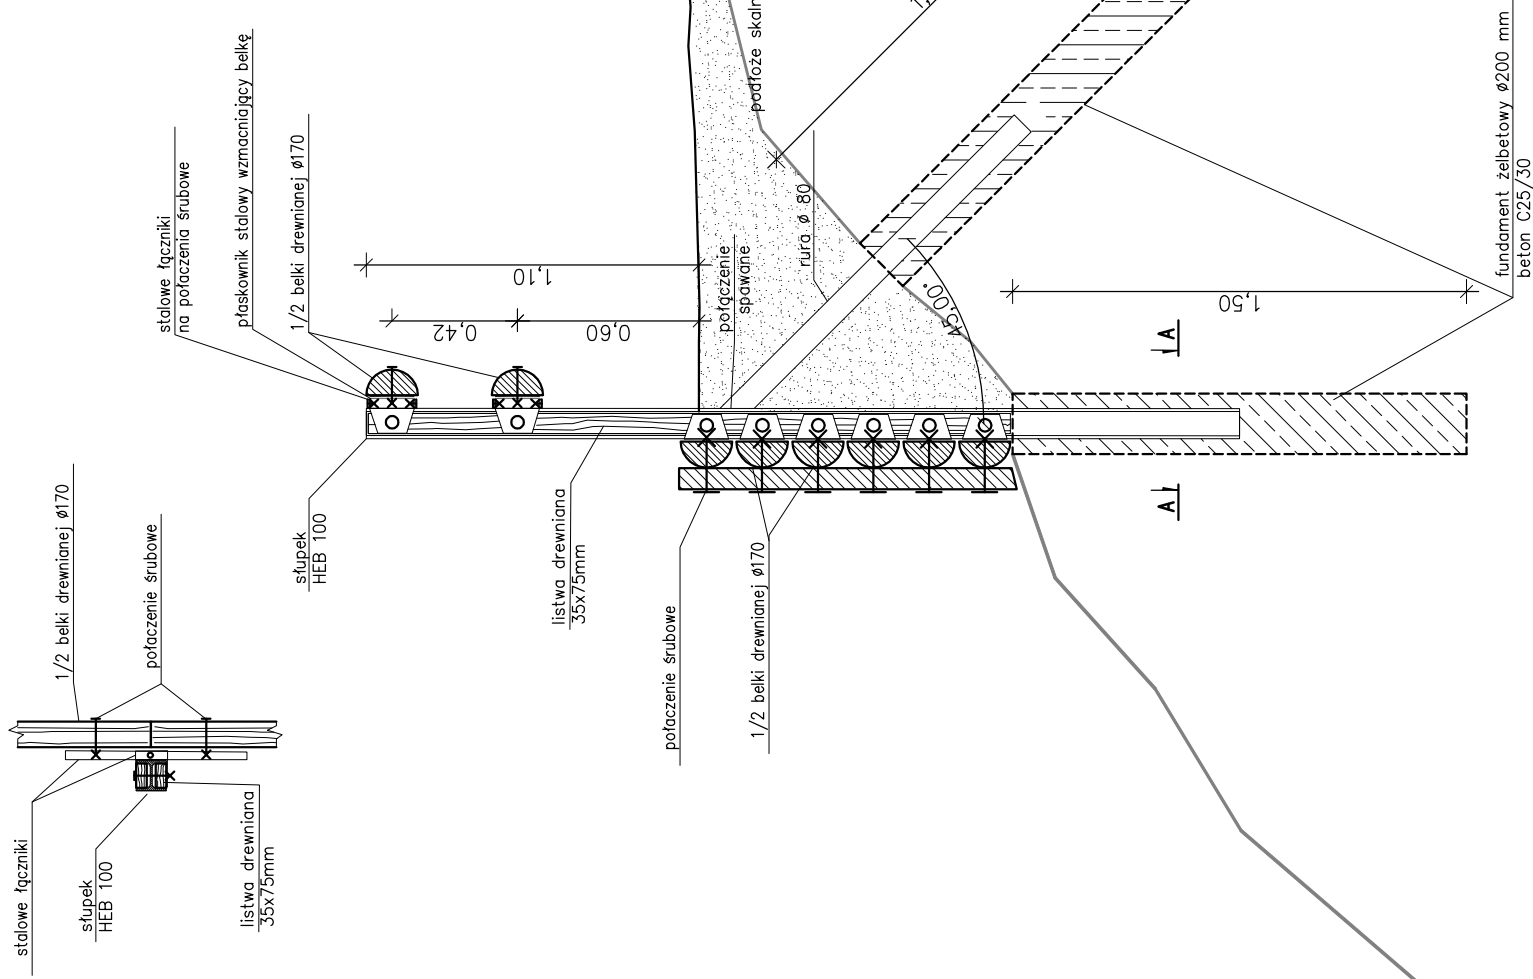 stalowe łączniki
na połączenia śrubowe
płaskownik stalowy wzmacniający belkę
1/2 belki drewnianej ø170
1,10
0,42
0,60
połączenie
spawane
rura ø 80
podłoże
45,00°
1,50
A
A
fundament żelbetowy ø200 mm
beton C25/30
słupek
HEB 100
listwa drewniana
35x75mm
połączenie śrubowe
1/2 belki drewnianej ø170
1/2 belki drewnianej ø170
połączenie śrubowe
stalowe łączniki
słupek
HEB 100
listwa drewniana
35x75mm